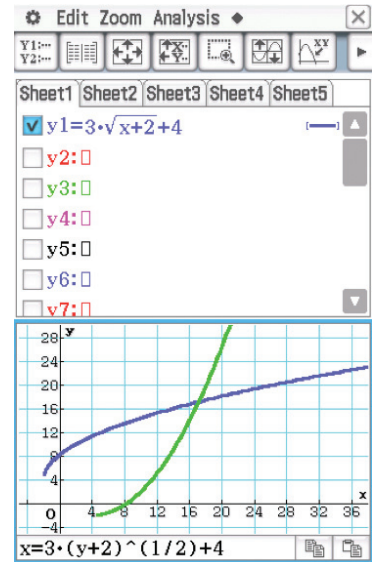 Edit Zoom Analysis
Y1:… Y2:…
Sheet1 Sheet2 Sheet3 Sheet4 Sheet5
y1=3·√x+2+4
y2:
y3:
y4:
y5:
y6:
y7:
y
28
24
20
16
12
8
4
x
O 4 8 12 16 20 24 28 32 36
-4
x=3·(y+2)^(1/2)+4